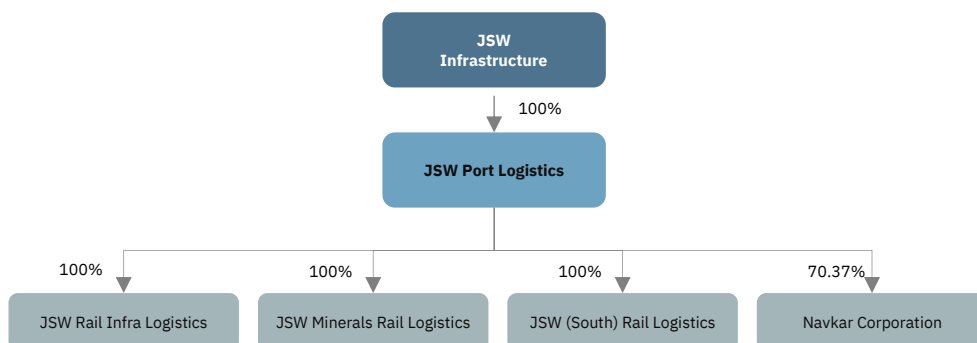 JSW
Infrastructure
100%
JSW Port Logistics
100%
100%
100%
70.37%
JSW Rail Infra Logistics
JSW Minerals Rail Logistics
JSW (South) Rail Logistics
Navkar Corporation